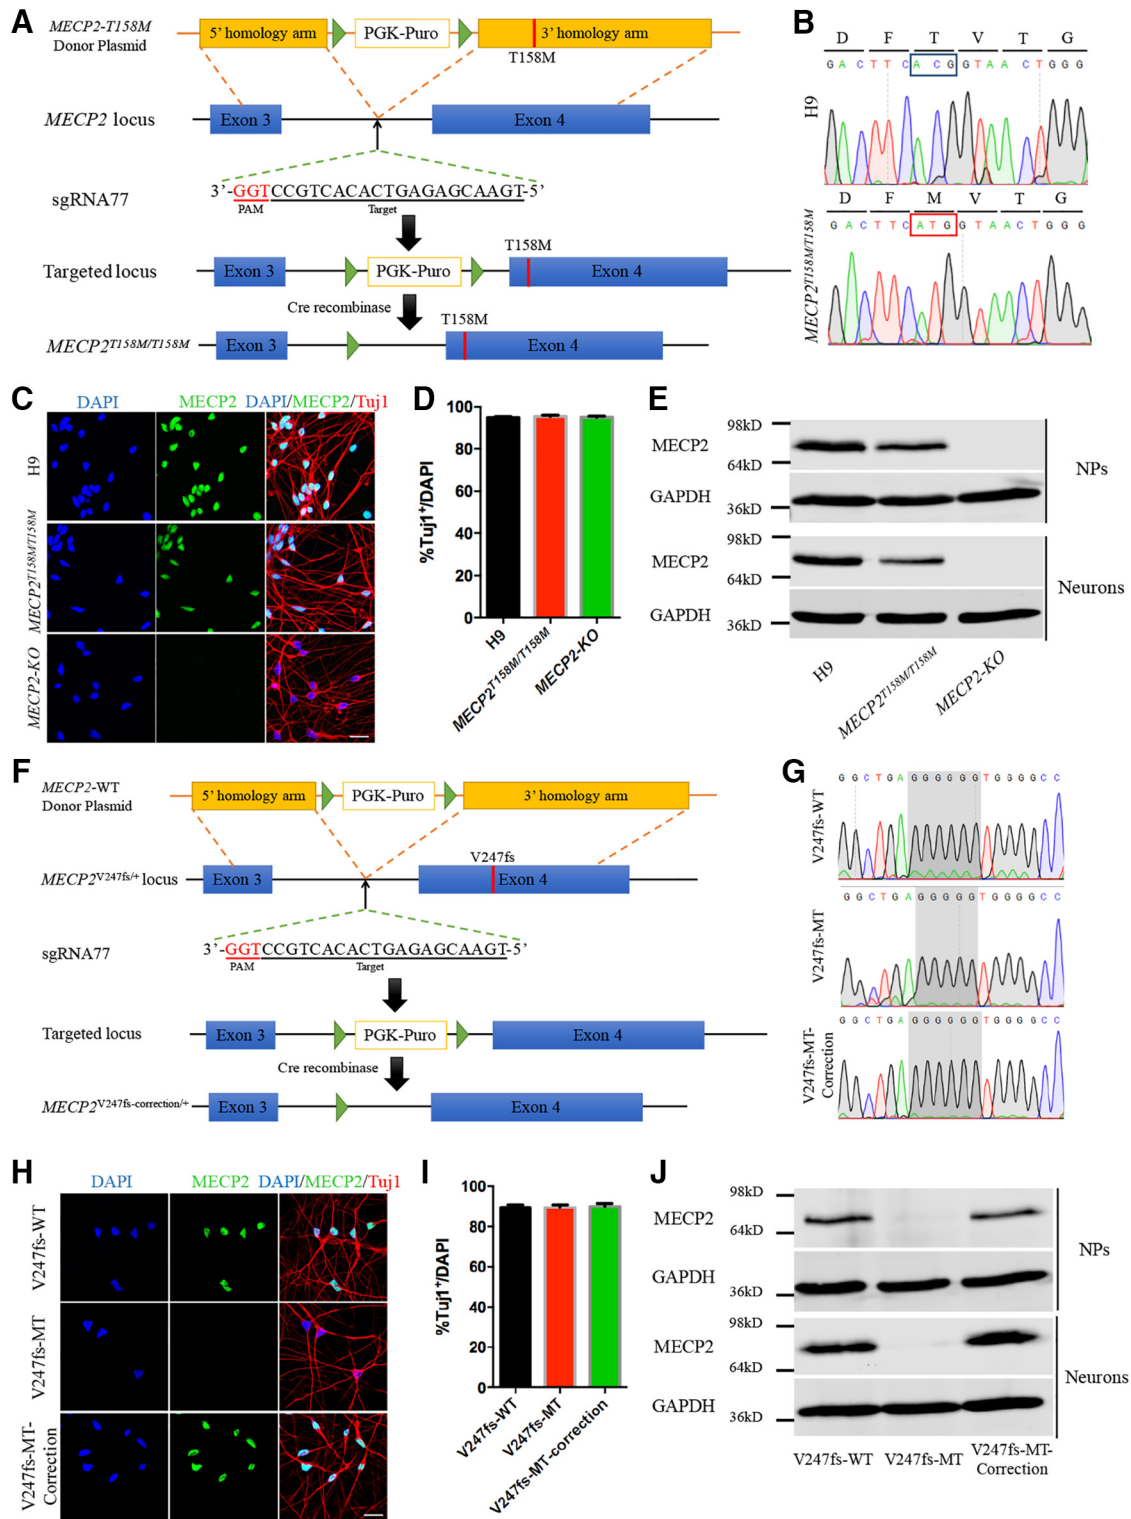 A
MECP2-T158M
Donor Plasmid
5’ homology arm
PGK-Puro
3’ homology arm
T158M
MECP2 locus
Exon 3
Exon 4
sgRNA77
3’-GGTCCGTCACACTGAGAGCAAGT-5’
PAM
Target
Targeted locus
Exon 3
PGK-Puro
T158M
Exon 4
Cre recombinase
MECP2T158M/T158M
Exon 3
T158M
Exon 4
B
D F T V T G
G A C T T C A C G G T A A C T G G G
H9
D F M V T G
G A C T T C A T G G T A A C T G G G
MECP2T158M/T158M
C
DAPI
MECP2
DAPI/MECP2/Tuj1
H9
MECP2T158M/T158M
MECP2-KO
D
%Tuj1+/DAPI
100
80
60
40
20
0
H9
MECP2T158M/T158M
MECP2-KO
E
MECP2
98kD
64kD
GAPDH
36kD
NPs
MECP2
98kD
64kD
GAPDH
36kD
Neurons
H9
MECP2T158M/T158M
MECP2-KO
F
MECP2-WT
Donor Plasmid
5’ homology arm
PGK-Puro
3’ homology arm
MECP2V247fs/+ locus
Exon 3
V247fs
Exon 4
sgRNA77
3’-GGTCCGTCACACTGAGAGCAAGT-5’
PAM
Target
Targeted locus
Exon 3
PGK-Puro
Exon 4
Cre recombinase
MECP2V247fs-correction/+
Exon 3
Exon 4
G
G G C T G A G G G G G G T G G G G C C
V247fs-WT
G G C T G A G G G G G T G G G G C C
V247fs-MT
G G C T G A G G G G G G T G G G G C C
V247fs-MT-
Correction
H
DAPI
MECP2
DAPI/MECP2/Tuj1
V247fs-WT
V247fs-MT
V247fs-MT-
Correction
I
%Tuj1+/DAPI
100
80
60
40
20
0
V247fs-WT
V247fs-MT
V247fs-MT-correction
J
MECP2
98kD
64kD
GAPDH
36kD
NPs
MECP2
98kD
64kD
GAPDH
36kD
Neurons
V247fs-WT
V247fs-MT
V247fs-MT-
Correction